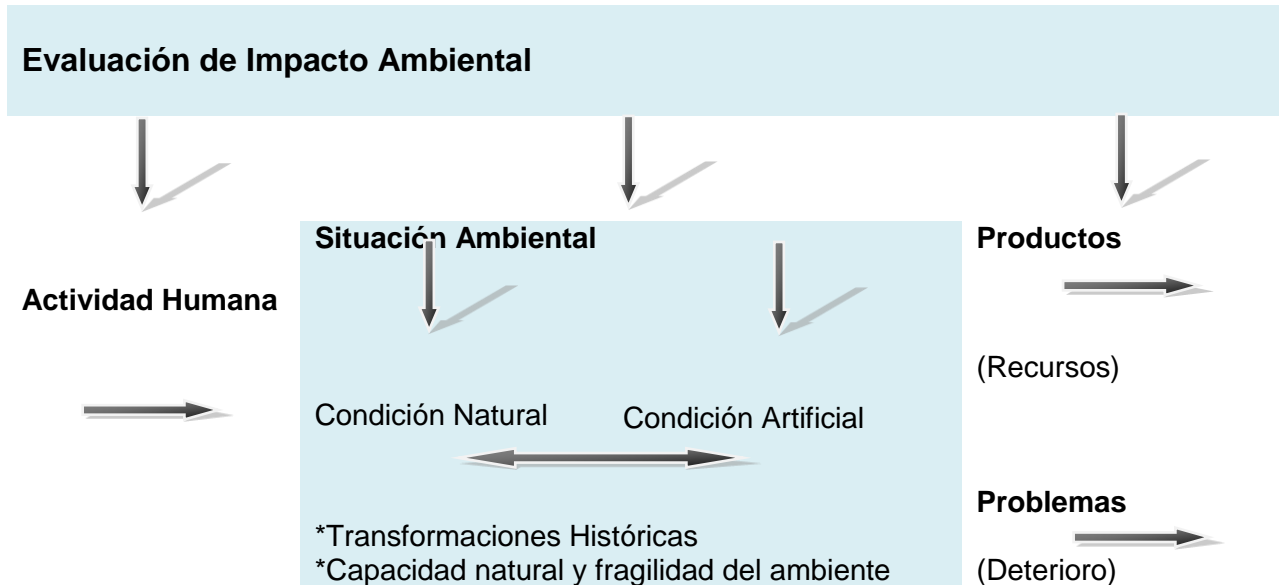 Evaluación de Impacto Ambiental
Actividad Humana
Situación Ambiental
Condición Natural
Condición Artificial
*Transformaciones Históricas
*Capacidad natural y fragilidad del ambiente
Productos
(Recursos)
Problemas
(Deterioro)